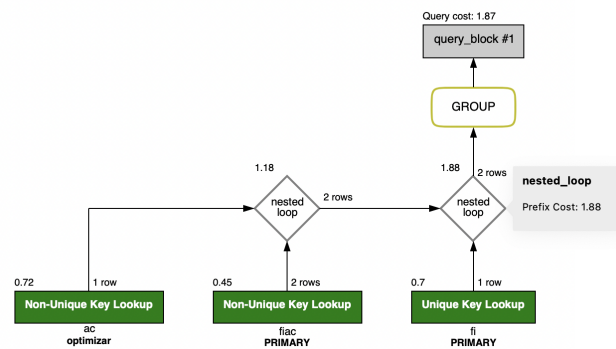 Query cost: 1.87
query_block #1
GROUP
1.18
nested
loop
2 rows
1.88
2 rows
nested
loop
nested_loop
Prefix Cost: 1.88
0.72
1 row
Non-Unique Key Lookup
ac
optimizar
0.45
2 rows
Non-Unique Key Lookup
fiac
PRIMARY
0.7
1 row
Unique Key Lookup
fi
PRIMARY